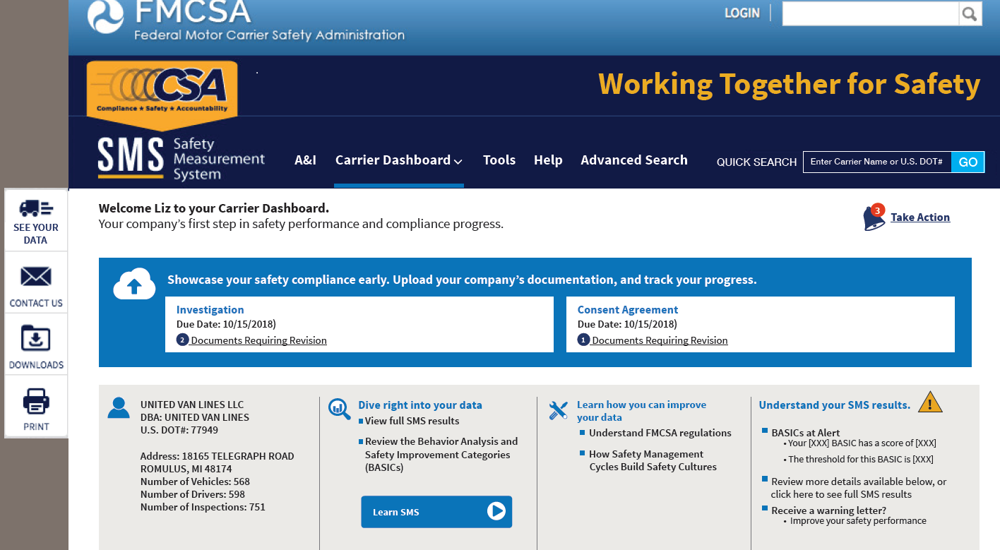 FMCSA
Federal Motor Carrier Safety Administration
LOGIN
CSA
Compliance ★ Safety ★ Accountability
Working Together for Safety
SMS Safety
Measurement
System
A&I Carrier Dashboard Tools Help Advanced Search
QUICK SEARCH Enter Carrier Name or U.S. DOT# GO
SEE YOUR
DATA
CONTACT US
DOWNLOADS
PRINT
Welcome Liz to your Carrier Dashboard.
Your company's first step in safety performance and compliance progress.
3
Take Action
Showcase your safety compliance early. Upload your company's documentation, and track your progress.
Investigation
Due Date: 10/15/2018)
2 Documents Requiring Revision
Consent Agreement
Due Date: 10/15/2018)
1 Documents Requiring Revision
UNITED VAN LINES LLC
DBA: UNITED VAN LINES
U.S. DOT#: 77949
Address: 18165 TELEGRAPH ROAD
ROMULUS, MI 48174
Number of Vehicles: 568
Number of Drivers: 598
Number of Inspections: 751
Dive right into your data
View full SMS results
Review the Behavior Analysis and
Safety Improvement Categories
(BASICs)
Learn SMS
Learn how you can improve
your data
Understand FMCSA regulations
How Safety Management
Cycles Build Safety Cultures
Understand your SMS results.
!
BASICs at Alert
• Your [XXX] BASIC has a score of [XXX]
• The threshold for this BASIC is [XXX]
Review more details available below, or
click here to see full SMS results
Receive a warning letter?
• Improve your safety performance